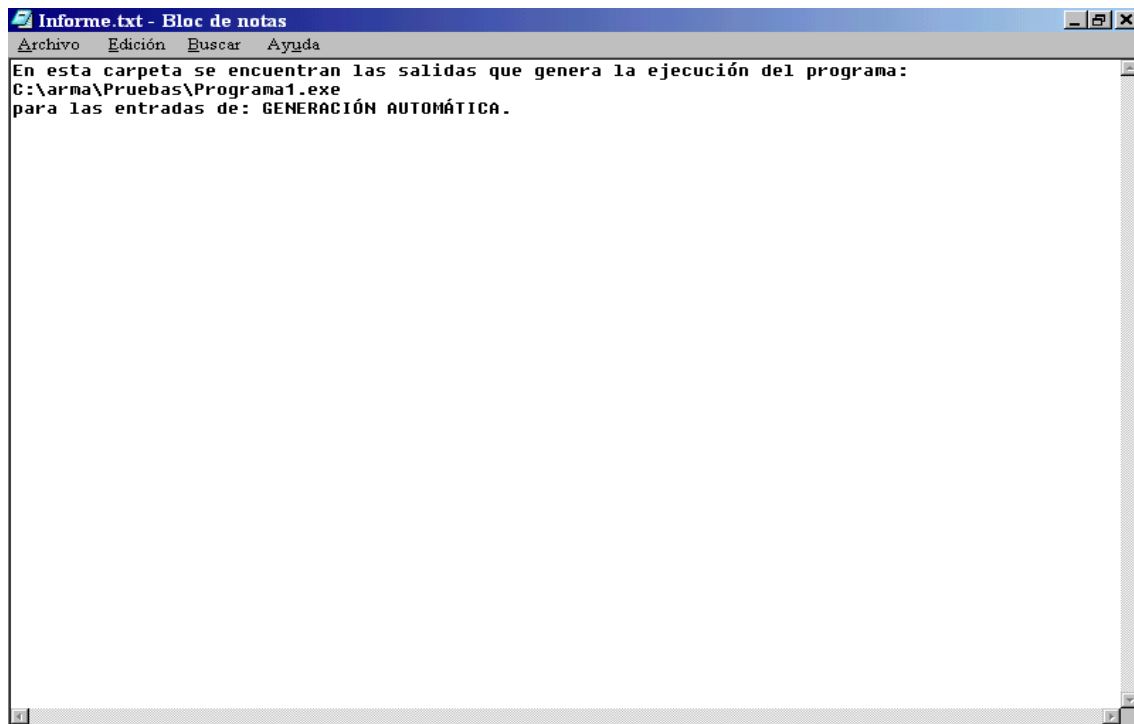 Informe.txt - Bloc de notas
Archivo Edición Buscar Ayuda
En esta carpeta se encuentran las salidas que genera la ejecución del programa:
C:\arma\Pruebas\Programa1.exe
para las entradas de: GENERACIÓN AUTOMÁTICA.